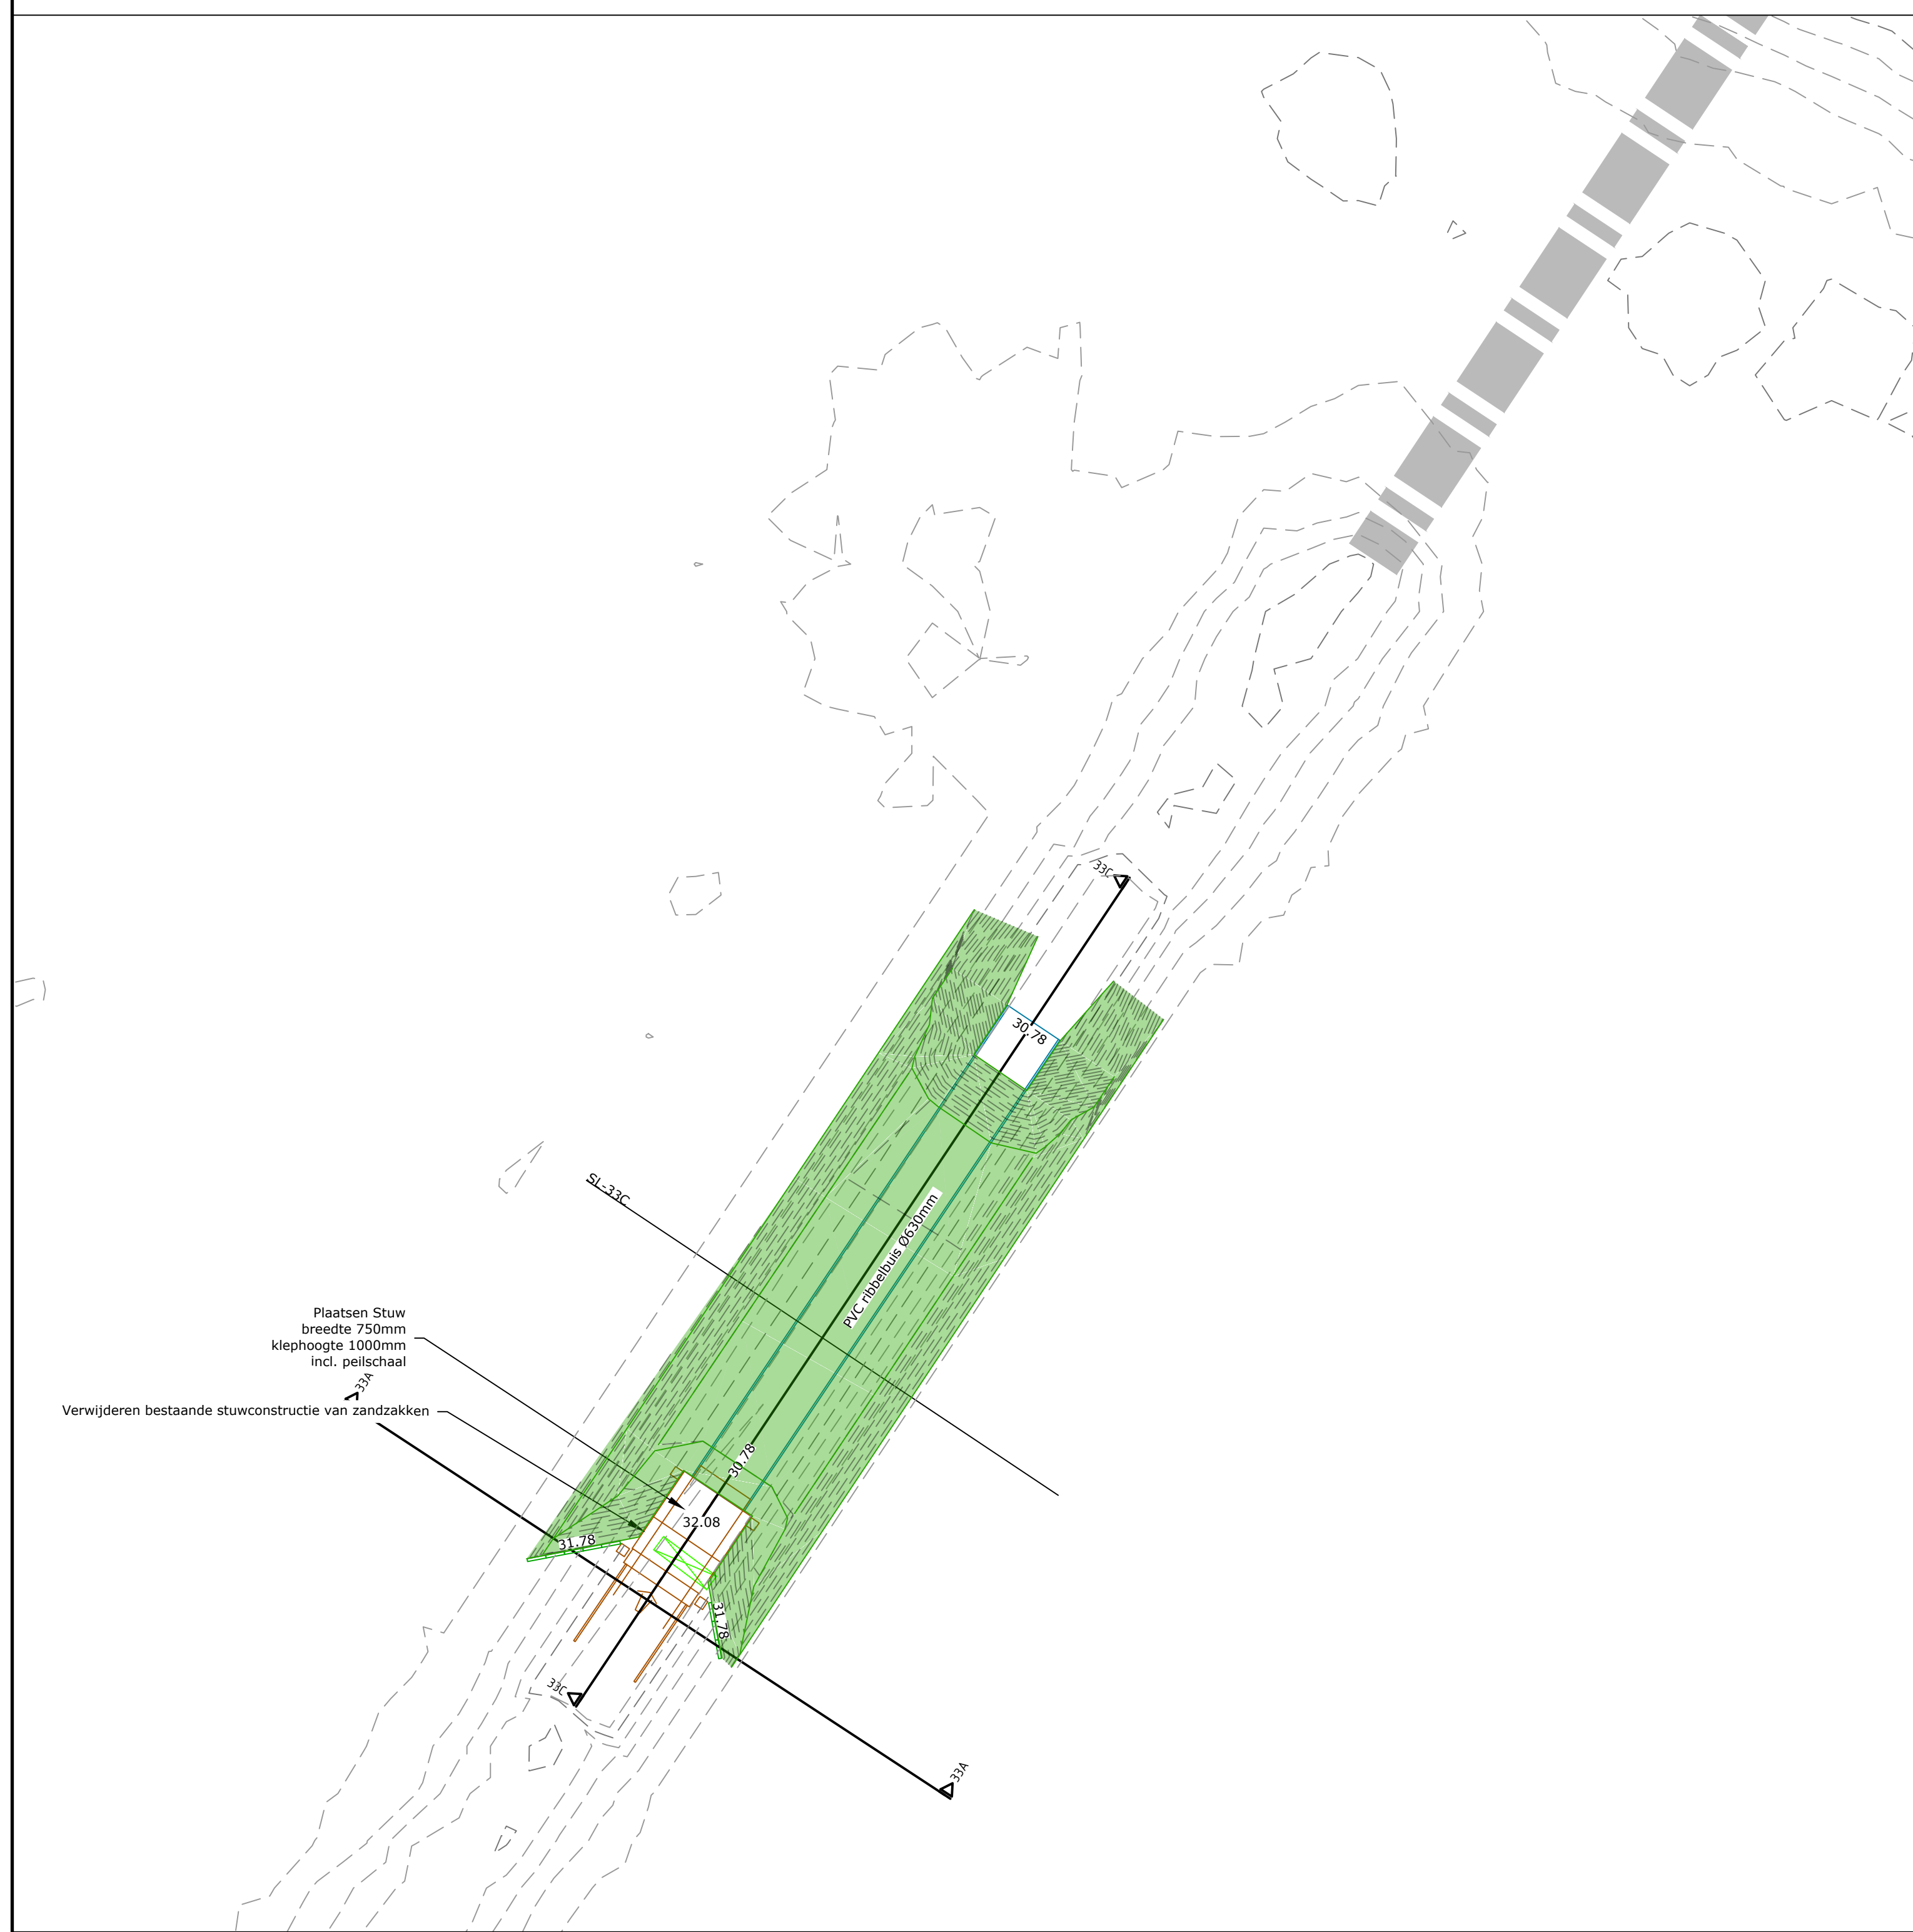 33C
30.78
SL-33C
PVC ribbelbuis Ø630mm
Plaatsen Stuw
breedte 750mm
klephoogte 1000mm
incl. peilschaal
33A
Verwijderen bestaande stuwconstructie van zandzakken
30.78
32.08
31.78
31.78
33C
33A